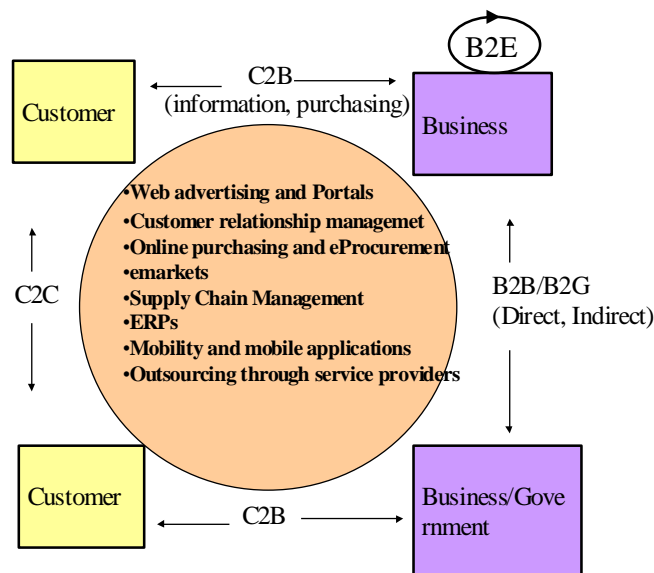 B2E
C2B
(information, purchasing)
Customer
Business
•Web advertising and Portals
•Customer relationship managemet
•Online purchasing and eProcurement
•emarkets
•Supply Chain Management
•ERPs
•Mobility and mobile applications
•Outsourcing through service providers
C2C
B2B/B2G
(Direct, Indirect)
Customer
C2B
Business/Gove
rnment